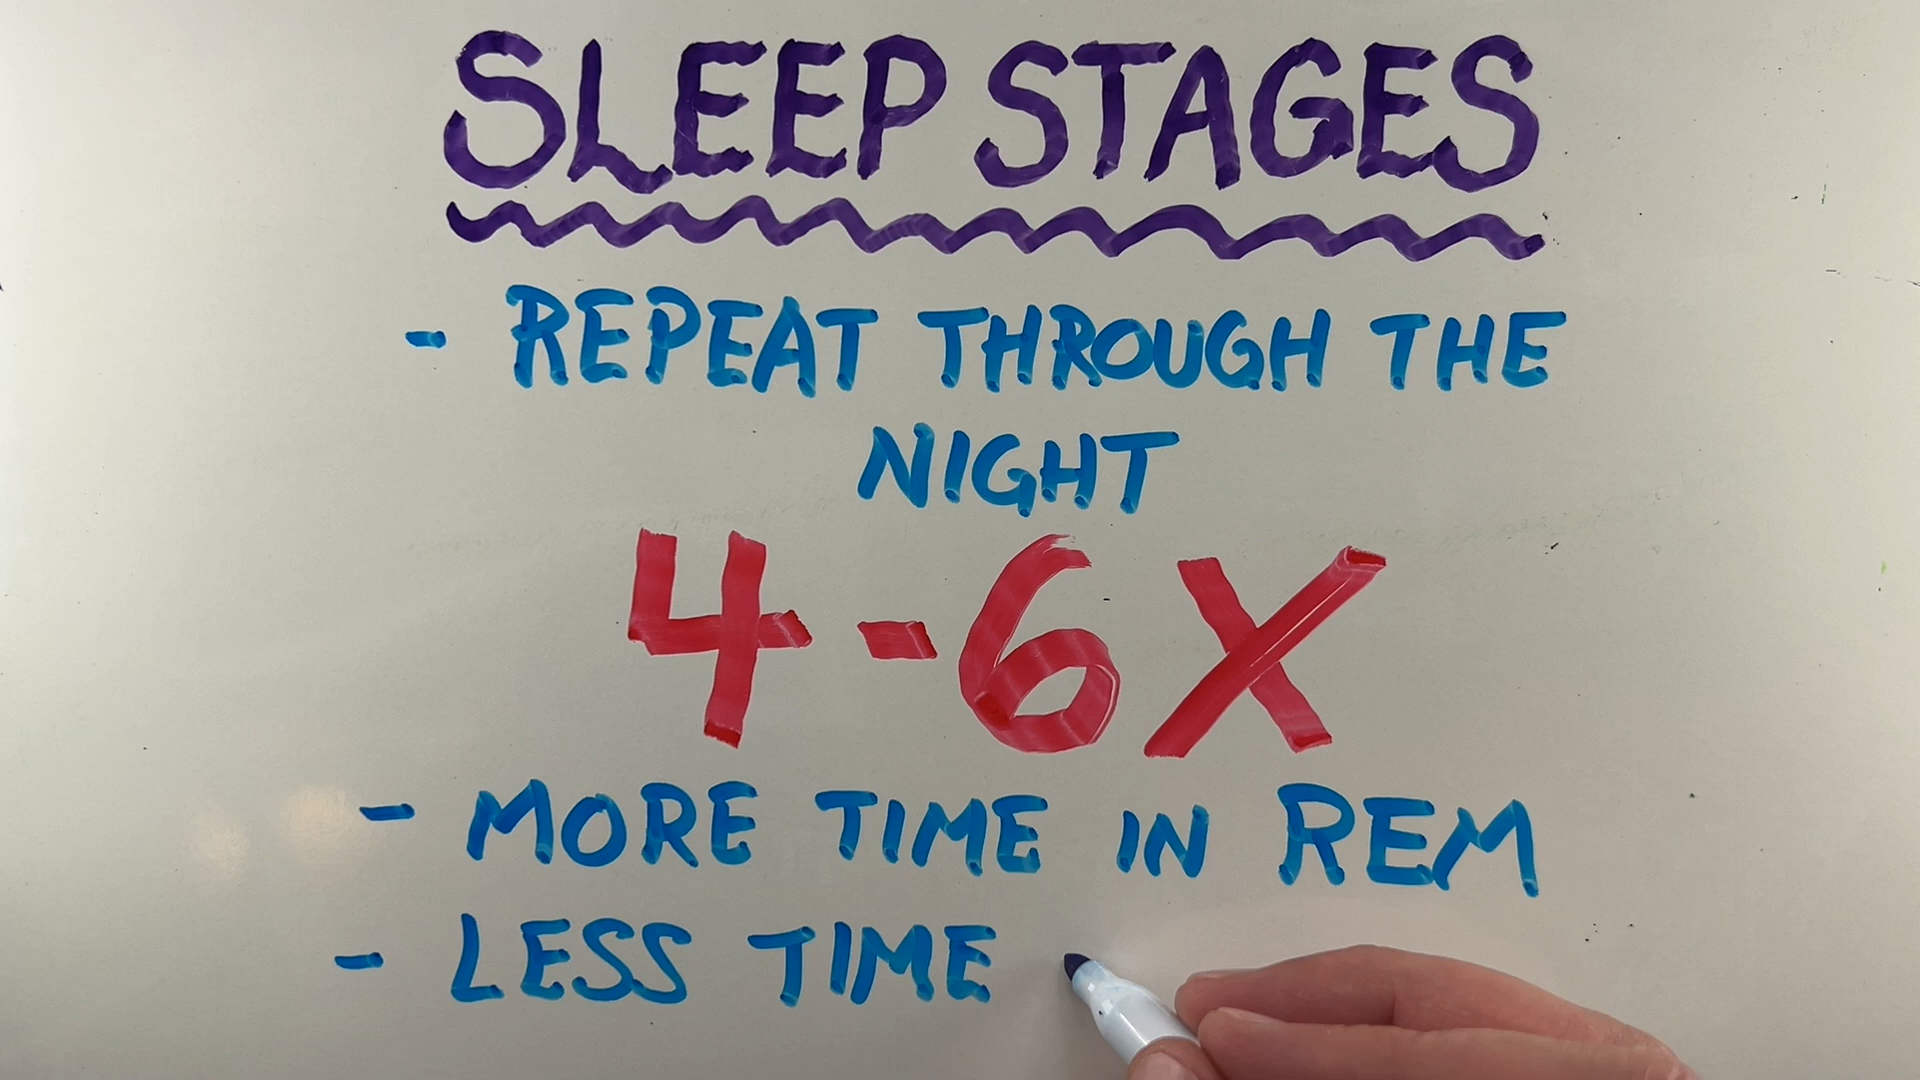 SLEEP STAGES
- REPEAT THROUGH THE
NIGHT
4-6X
- MORE TIME IN REM
- LESS TIME